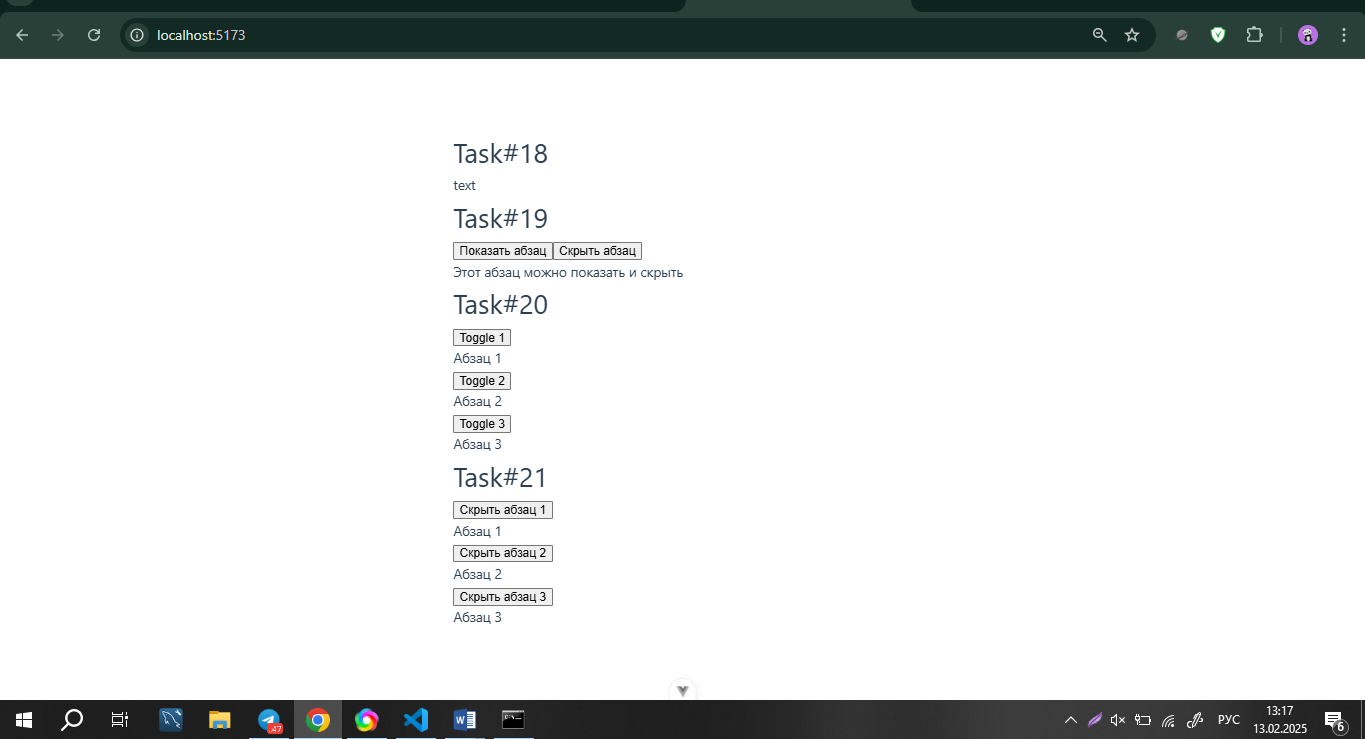 localhost:5173
Task#18
text
Task#19
Показать абзац Скрыть абзац
Этот абзац можно показать и скрыть
Task#20
Toggle 1
Абзац 1
Toggle 2
Абзац 2
Toggle 3
Абзац 3
Task#21
Скрыть абзац 1
Абзац 1
Скрыть абзац 2
Абзац 2
Скрыть абзац 3
Абзац 3
47
РУС
13:17
13.02.2025
6